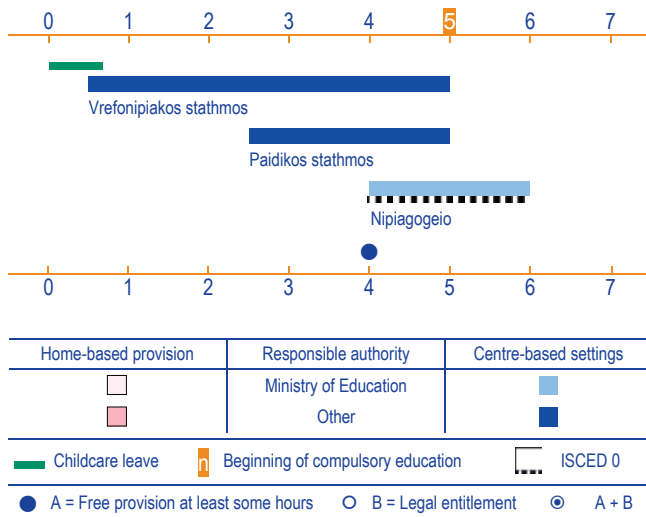 0 1 2 3 4 5 6 7
Vrefonipiakos stathmos
Paidikos stathmos
Nipiagogeio
0 1 2 3 4 5 6 7
Home-based provision Responsible authority Centre-based settings
Ministry of Education
Other
Childcare leave n Beginning of compulsory education ISCED 0
A = Free provision at least some hours B = Legal entitlement A + B